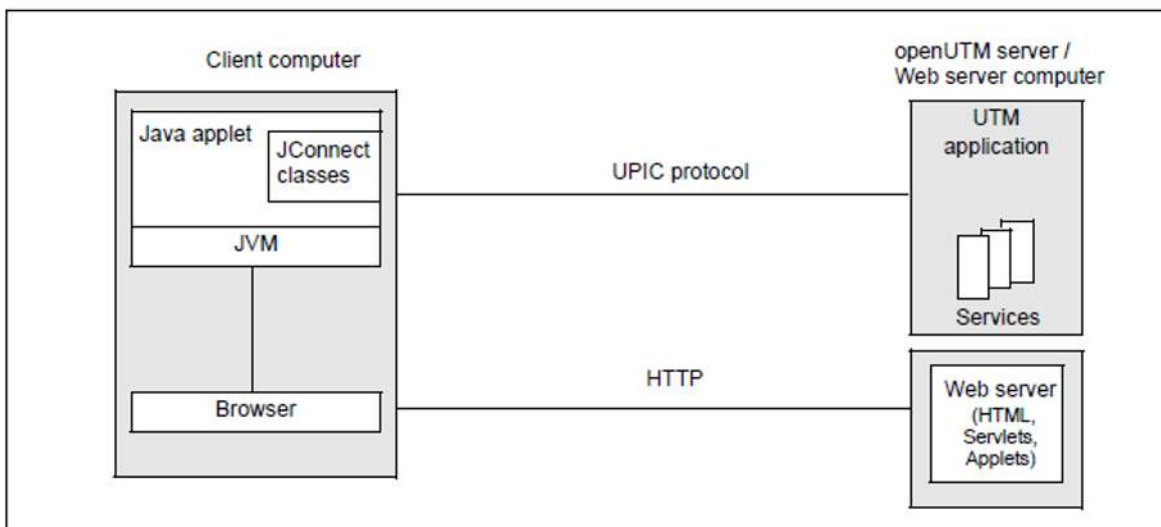 Client computer
Java applet
JConnect
classes
JVM
Browser
UPIC protocol
HTTP
openUTM server /
Web server computer
UTM
application
Services
Web server
(HTML,
Servlets,
Applets)